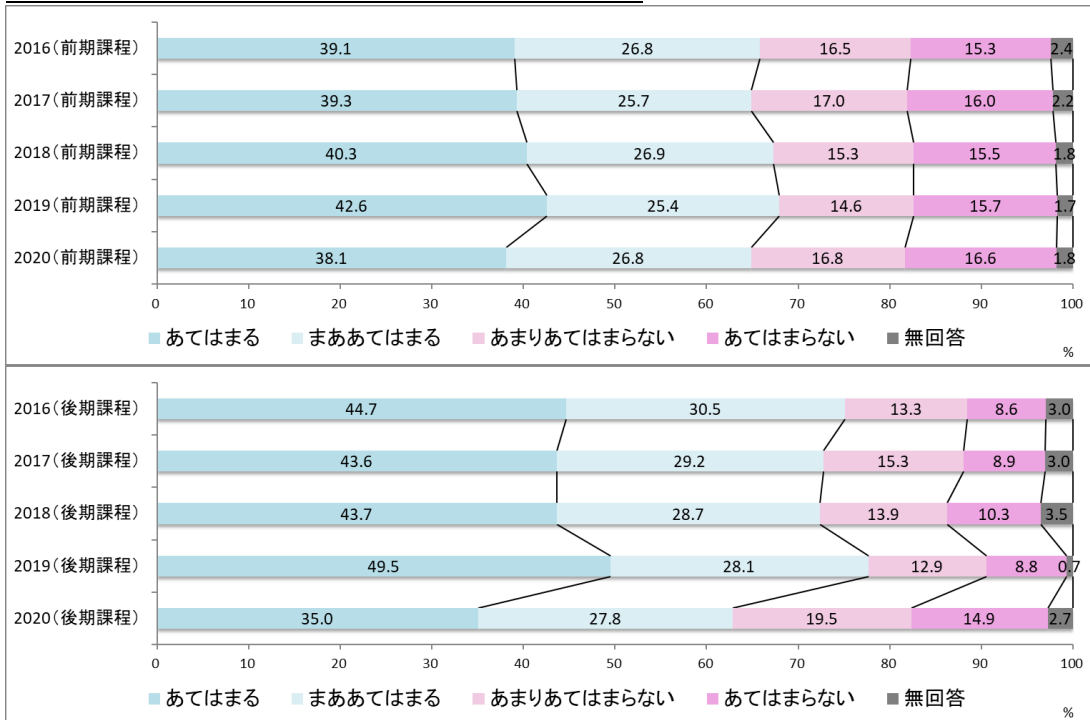 2016(前期課程) 39.1 26.8 16.5 15.3 2.4
2017(前期課程) 39.3 25.7 17.0 16.0 2.2
2018(前期課程) 40.3 26.9 15.3 15.5 1.8
2019(前期課程) 42.6 25.4 14.6 15.7 1.7
2020(前期課程) 38.1 26.8 16.8 16.6 1.8
0 10 20 30 40 50 60 70 80 90 100
あてはまる まああてはまる あまりあてはまらない あてはまらない 無回答
%
2016(後期課程) 44.7 30.5 13.3 8.6 3.0
2017(後期課程) 43.6 29.2 15.3 8.9 3.0
2018(後期課程) 43.7 28.7 13.9 10.3 3.5
2019(後期課程) 49.5 28.1 12.9 8.8 0.7
2020(後期課程) 35.0 27.8 19.5 14.9 2.7
0 10 20 30 40 50 60 70 80 90 100
あてはまる まああてはまる あまりあてはまらない あてはまらない 無回答
%